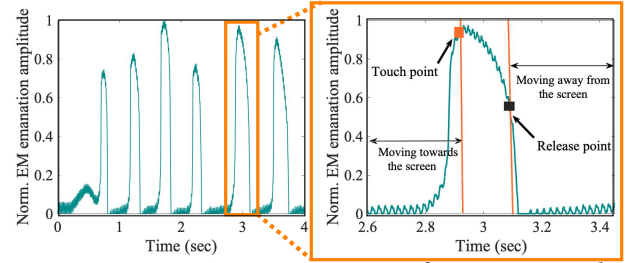 Norm. EM emanation amplitude
1
0.8
0.6
0.4
0.2
0
0
1
2
3
4
Time (sec)
Norm. EM emanation amplitude
1
0.8
0.6
0.4
0.2
0
Touch point
Moving away from
the screen
Release point
Moving towards
the screen
2.6
2.8
3
3.2
3.4
Time (sec)